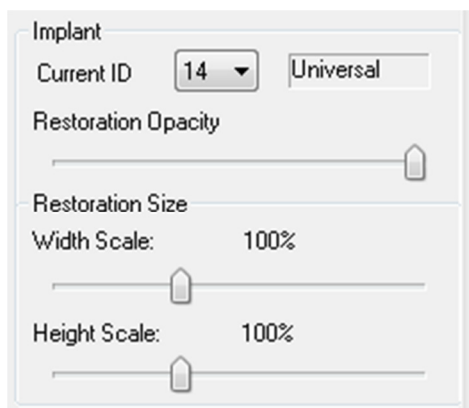 Implant
Current ID 14 Universal
Restoration Opacity
Restoration Size
Width Scale: 100%
Height Scale: 100%